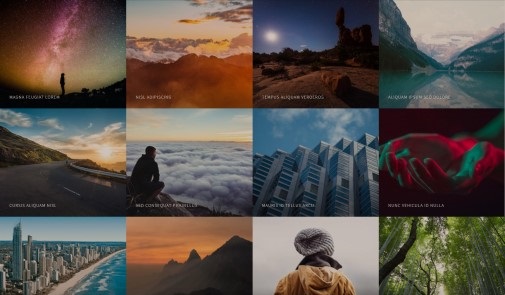 MAGNA FEUGIAT LOREM
NISL ADIPISCING
TEMPUS ALIQUAM VEROEROS
ALIQUAM IPSUM SED DOLORE
CURSUS ALIQUAM NISL
SED CONSEQUAT PHASELLUS
MAURIS ID TELLUS ARCU
NUNC VEHICULA ID NULLA